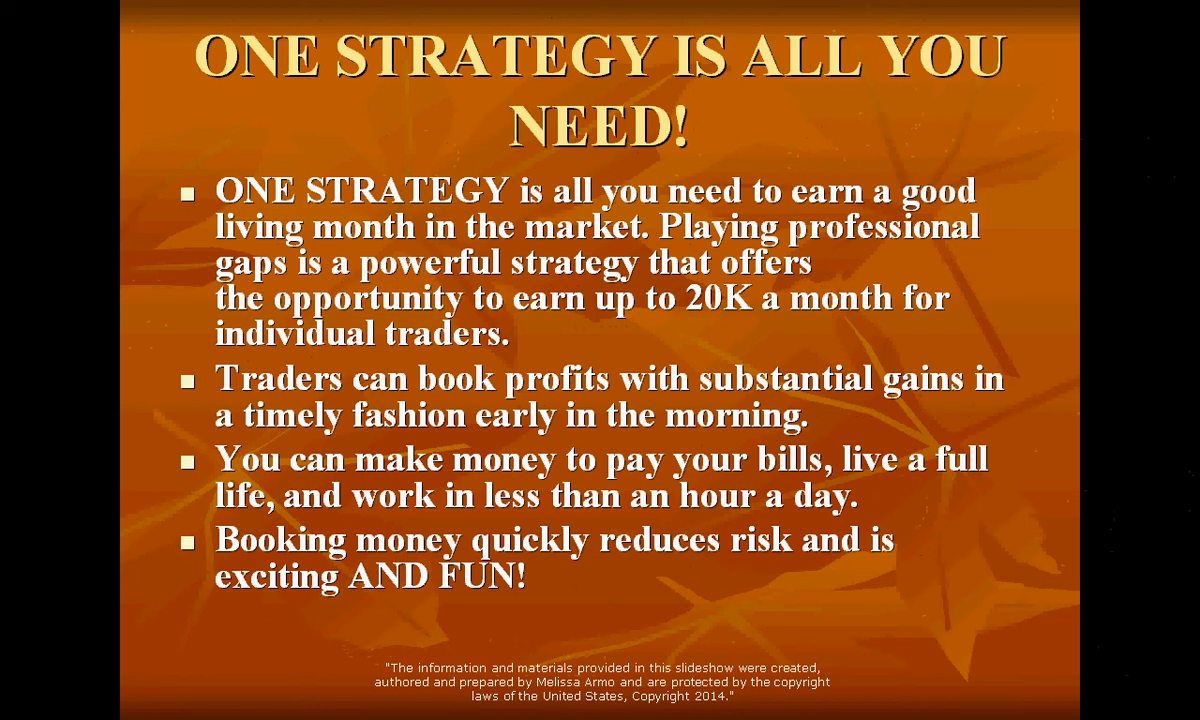 ONE STRATEGY IS ALL YOU
NEED!
ONE STRATEGY is all you need to earn a good
living month in the market. Playing professional
gaps is a powerful strategy that offers
the opportunity to earn up to 20K a month for
individual traders.
Traders can book profits with substantial gains in
a timely fashion early in the morning.
You can make money to pay your bills, live a full
life, and work in less than an hour a day.
Booking money quickly reduces risk and is
exciting AND FUN!
"The information and materials provided in this slideshow were created,
authored and prepared by Melissa Armo and are protected by the copyright
laws of the United States, Copyright 2014."